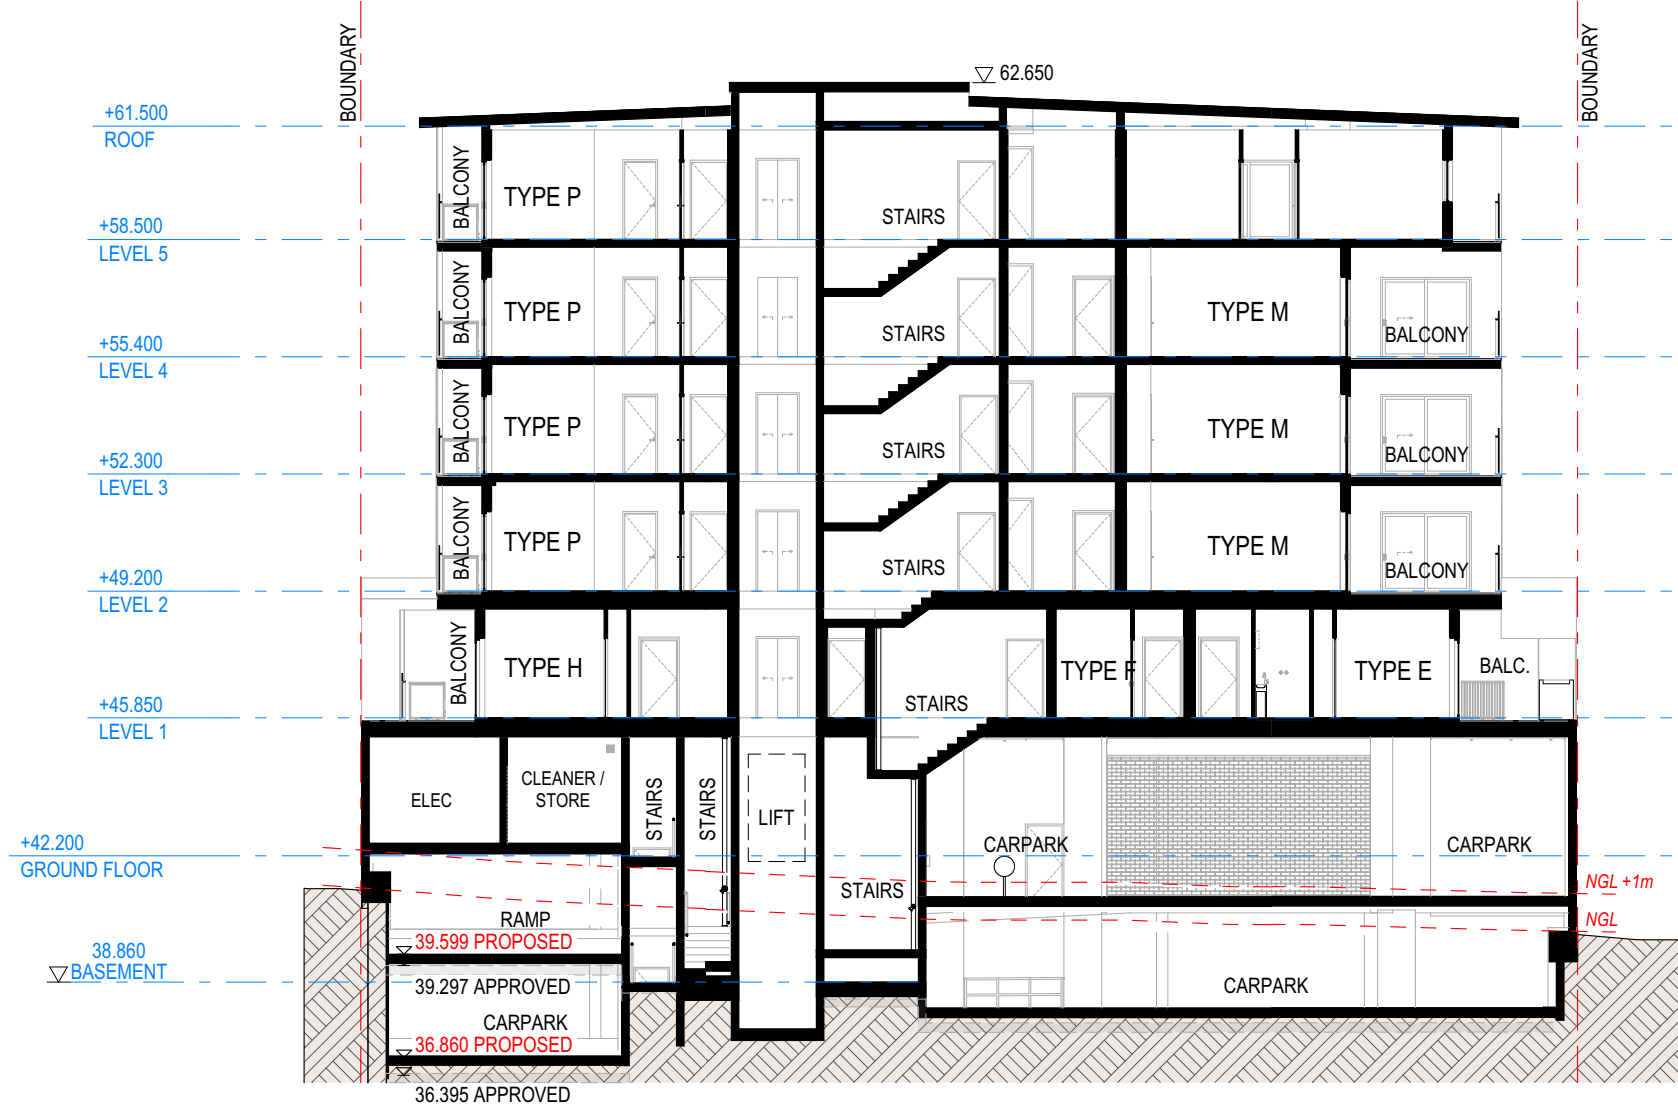 BOUNDARY
BOUNDARY
62.650
+61.500
ROOF
BALCONY
TYPE P
STAIRS
+58.500
LEVEL 5
BALCONY
TYPE P
STAIRS
TYPE M
BALCONY
+55.400
LEVEL 4
BALCONY
TYPE P
STAIRS
TYPE M
BALCONY
+52.300
LEVEL 3
BALCONY
TYPE P
STAIRS
TYPE M
BALCONY
+49.200
LEVEL 2
BALCONY
TYPE H
STAIRS
TYPE F
TYPE E
BALC.
+45.850
LEVEL 1
ELEC
CLEANER /
STORE
STAIRS
STAIRS
LIFT
CARPARK
CARPARK
+42.200
GROUND FLOOR
STAIRS
NGL +1m
NGL
RAMP
39.599 PROPOSED
38.860
BASEMENT
39.297 APPROVED
CARPARK
CARPARK
36.860 PROPOSED
36.395 APPROVED